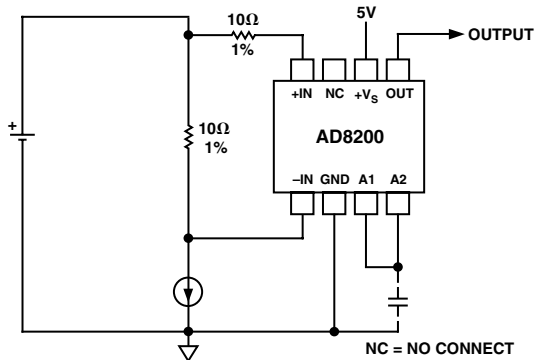 10Ω
1%
5V
OUTPUT
+IN
NC
+VS
OUT
10Ω
1%
AD8200
+
–IN
GND
A1
A2
NC = NO CONNECT